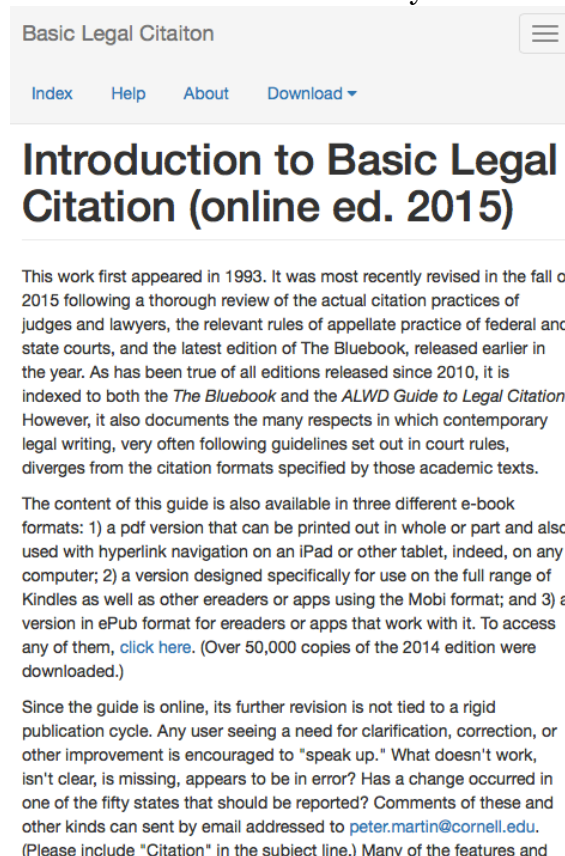 Basic Legal Citaiton
Index Help About Download
Introduction to Basic Legal
Citation (online ed. 2015)
This work first appeared in 1993. It was most recently revised in the fall o
2015 following a thorough review of the actual citation practices of
judges and lawyers, the relevant rules of appellate practice of federal and
state courts, and the latest edition of The Bluebook, released earlier in
the year. As has been true of all editions released since 2010, it is
indexed to both the The Bluebook and the ALWD Guide to Legal Citation
However, it also documents the many respects in which contemporary
legal writing, very often following guidelines set out in court rules,
diverges from the citation formats specified by those academic texts.
The content of this guide is also available in three different e-book
formats: 1) a pdf version that can be printed out in whole or part and also
used with hyperlink navigation on an iPad or other tablet, indeed, on any
computer; 2) a version designed specifically for use on the full range of
Kindles as well as other ereaders or apps using the Mobi format; and 3) a
version in ePub format for ereaders or apps that work with it. To access
any of them, click here. (Over 50,000 copies of the 2014 edition were
downloaded.)
Since the guide is online, its further revision is not tied to a rigid
publication cycle. Any user seeing a need for clarification, correction, or
other improvement is encouraged to "speak up." What doesn't work,
isn't clear, is missing, appears to be in error? Has a change occurred in
one of the fifty states that should be reported? Comments of these and
other kinds can sent by email addressed to peter.martin@cornell.edu.
(Please include "Citation" in the subject line.) Many of the features and